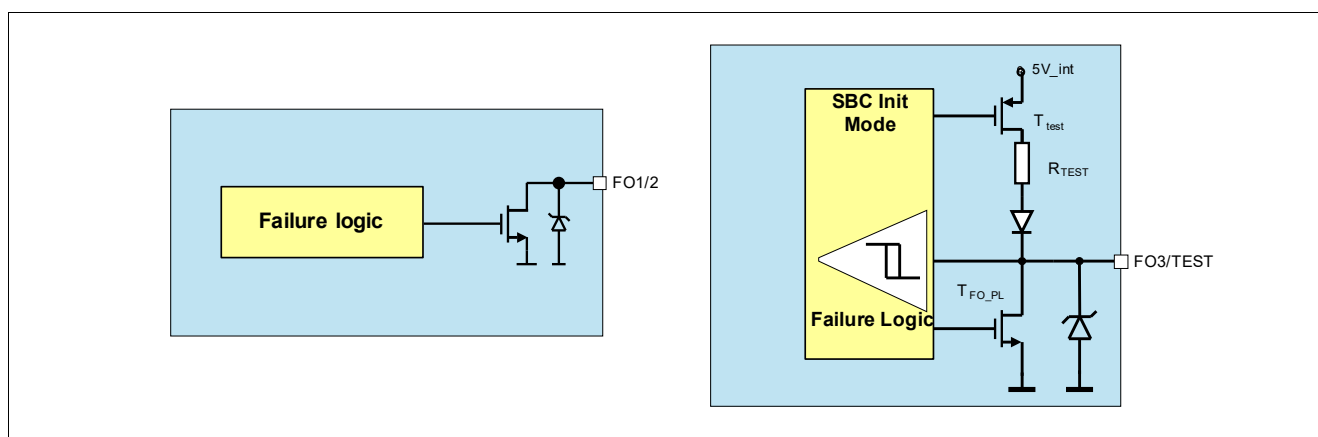 Failure logic
FO1/2
5V_int
SBC Init
Mode
T_test
R_TEST
FO3/TEST
T_FO_PL
Failure Logic